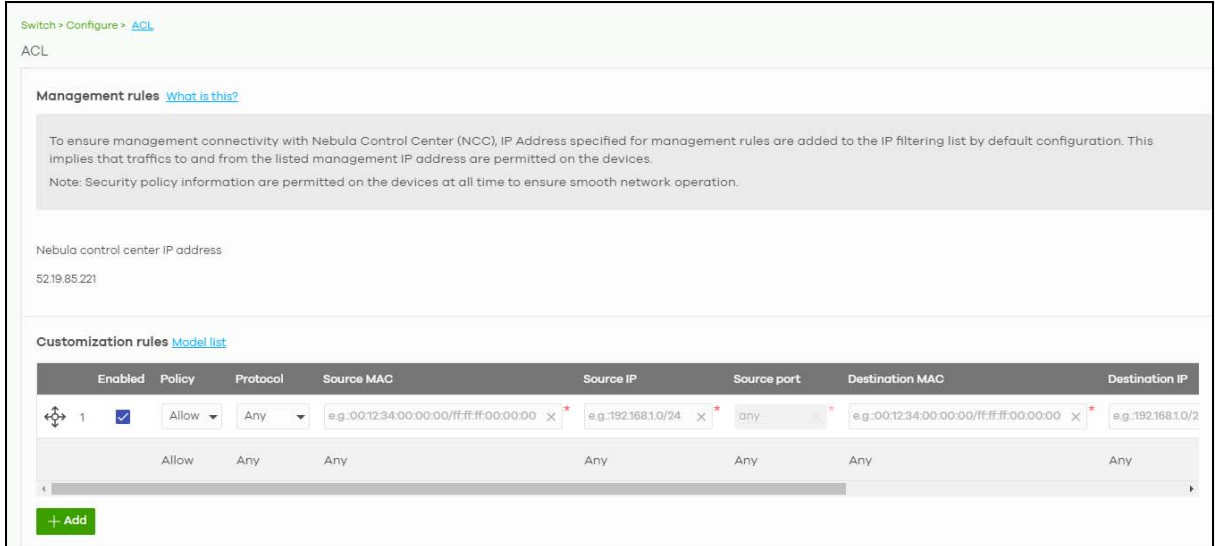 Switch > Configure > ACL
ACL
Management rules What is this?
To ensure management connectivity with Nebula Control Center (NCC), IP Address specified for management rules are added to the IP filtering list by default configuration. This
implies that traffics to and from the listed management IP address are permitted on the devices.
Note: Security policy information are permitted on the devices at all time to ensure smooth network operation.
Nebula control center IP address
52.19.85.221
Customization rules Model list
Enabled Policy Protocol Source MAC Source IP Source port Destination MAC Destination IP
1 Allow Any e.g.:00:12:34:00:00:00/ff:ff:ff:00:00:00 × * e.g.:192.168.1.0/24 × * any × * e.g.:00:12:34:00:00:00/ff:ff:ff:00:00:00 × * e.g.:192.168.1.0/2
Allow Any Any Any Any Any Any
+ Add